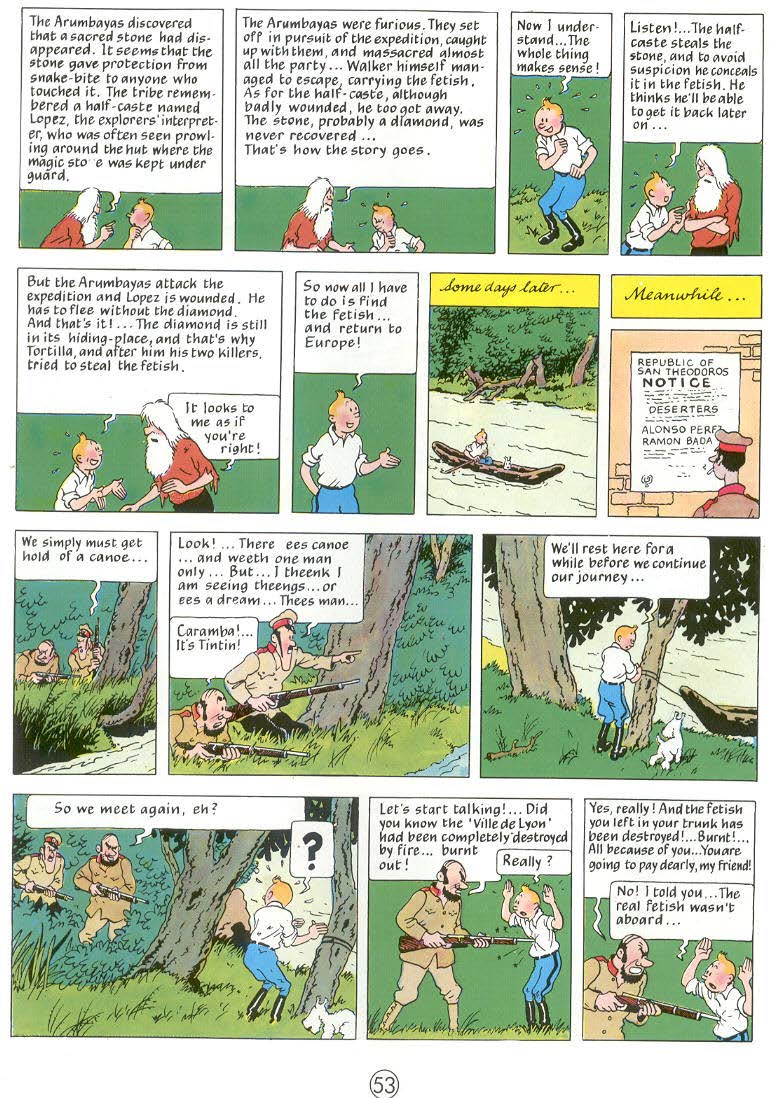 The Arumbayas discovered
that a sacred stone had dis-
appeared. It seems that the
stone gave protection from
snake-bite to anyone who
touched it. The tribe remem-
bered a half-caste named
Lopez, the explorers' interpret-
er, who was often seen prowl-
ing around the hut where the
magic sto e was kept under
guard.
The Arumbayas were furious. They set
off in pursuit of the expedition, caught
up with them, and massacred almost
all the party... Walker himself man-
aged to escape, carrying the fetish.
As for the half-caste, although
badly wounded, he too got away.
The stone, probably a diamond, was
never recovered ...
That's how the story goes.
Now I under-
stand... The
whole thing
makes sense!
Listen!... The half-
caste steals the
stone, and to avoid
suspicion he conceals
it in the fetish. He
thinks he'll be able
to get it back later
on ...
But the Arumbayas attack the
expedition and Lopez is wounded. He
has to flee without the diamond.
And that's it! ... The diamond is still
in its hiding-place, and that's why
Tortilla, and after him his two killers,
tried to steal the fetish.
It looks to
me as if
you're
right!
So now all I have
to do is find
the fetish...
and return to
Europe!
Some days later...
Meanwhile...
REPUBLIC OF
SAN THEODOROS
NOTICE
DESERTERS
ALONSO PEREZ
RAMON BADA
We simply must get
hold of a canoe...
Look! ... There ees canoe
... and weeth one man
only ... But... I theenk I
am seeing theengs... or
ees a dream... Thees man...
Caramba!...
It's Tintin!
We'll rest here for a
while before we continue
our journey ...
So we meet again, eh?
?
Let's start talking!... Did
you know the 'Ville de Lyon'
had been completely destroyed
by fire... burnt
out!
Really?
Yes, really! And the fetish
you left in your trunk has
been destroyed!...Burnt!...
All because of you...You are
going to pay dearly, my friend!
No! I told you...The
real fetish wasn't
aboard ...
53